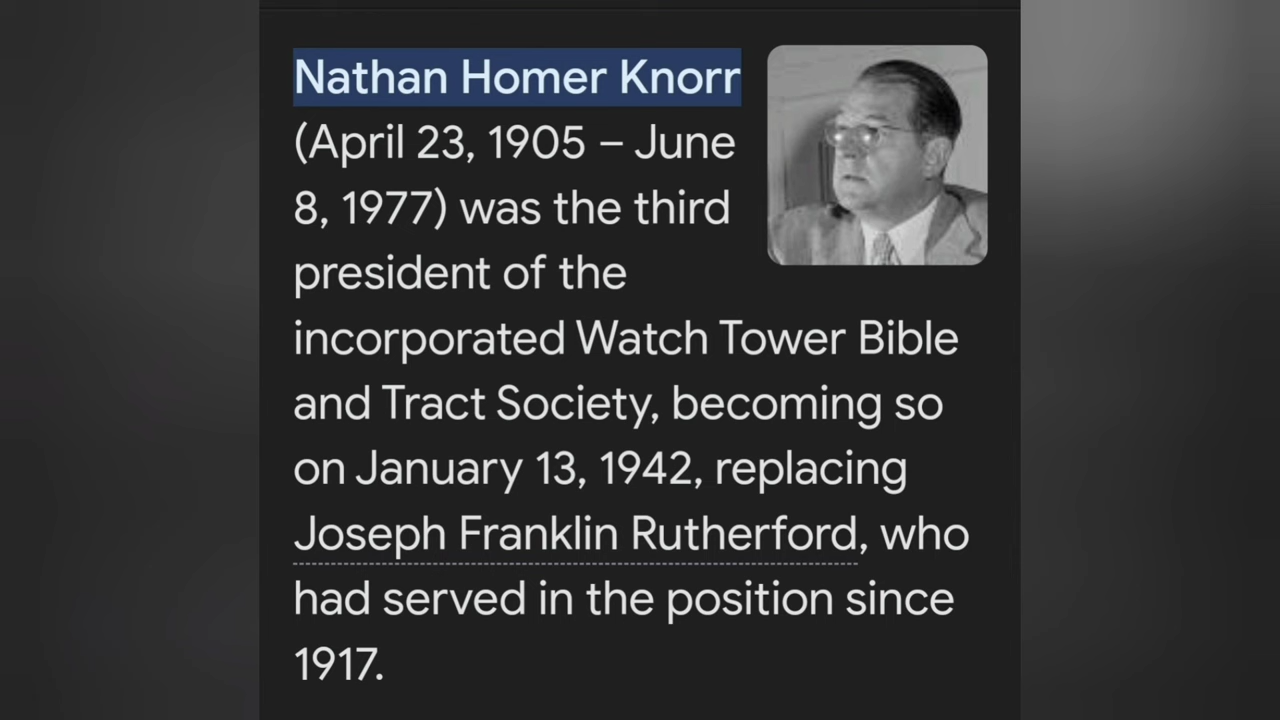 Nathan Homer Knorr
(April 23, 1905 – June
8, 1977) was the third
president of the
incorporated Watch Tower Bible
and Tract Society, becoming so
on January 13, 1942, replacing
Joseph Franklin Rutherford, who
had served in the position since
1917.